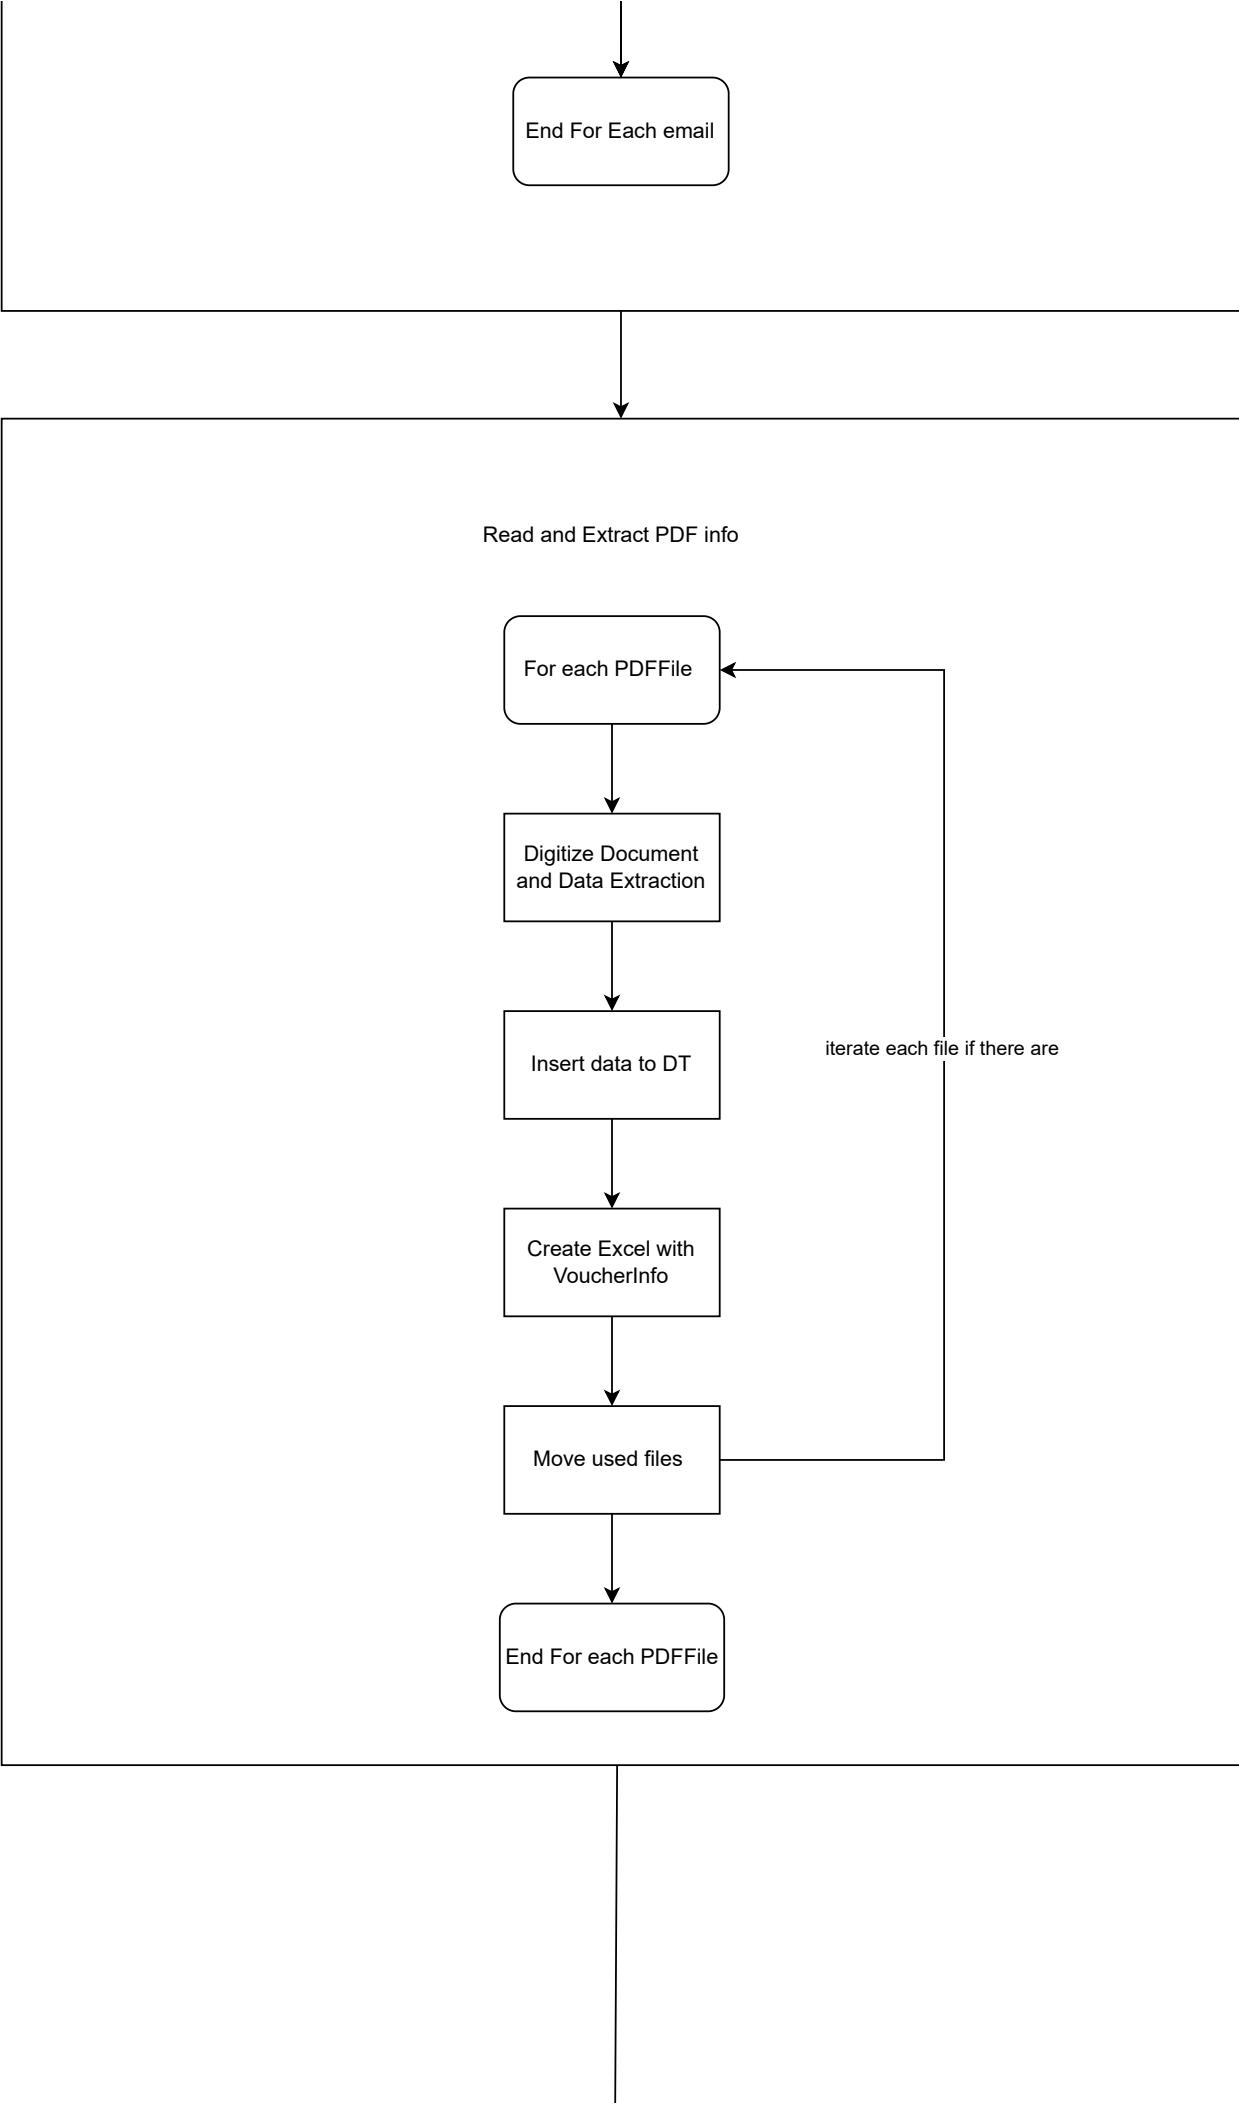 End For Each email
Read and Extract PDF info
For each PDFFile
Digitize Document
and Data Extraction
Insert data to DT
iterate each file if there are
Create Excel with
VoucherInfo
Move used files
End For each PDFFile